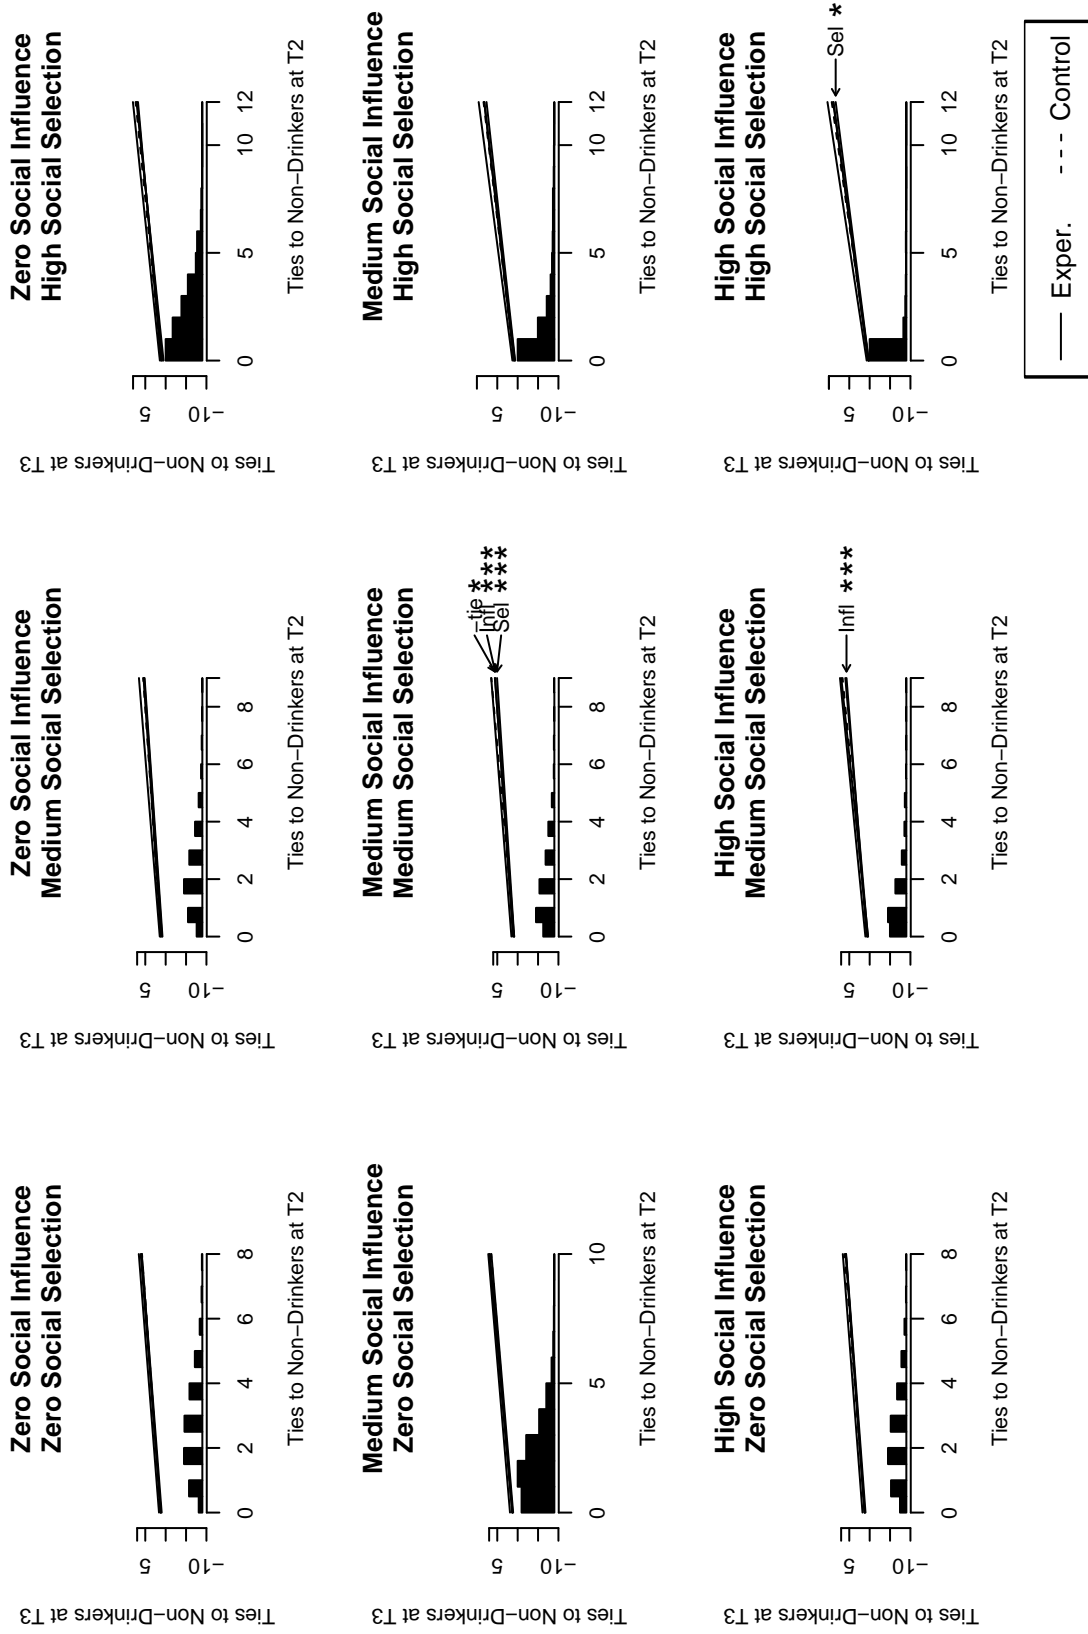 Zero Social Influence
Zero Social Selection
Ties to Non−Drinkers at T3
−10 5
0 2 4 6 8
Ties to Non−Drinkers at T2
Zero Social Influence
Medium Social Selection
Ties to Non−Drinkers at T3
−10 5
0 2 4 6 8
Ties to Non−Drinkers at T2
Zero Social Influence
High Social Selection
Ties to Non−Drinkers at T3
−10 5
0 5 10 12
Ties to Non−Drinkers at T2
Medium Social Influence
Zero Social Selection
Ties to Non−Drinkers at T3
−10 5
0 5 10
Ties to Non−Drinkers at T2
Medium Social Influence
Medium Social Selection
−tie *
Infl ***
Sel ***
Ties to Non−Drinkers at T3
−10 5
0 2 4 6 8
Ties to Non−Drinkers at T2
Medium Social Influence
High Social Selection
Ties to Non−Drinkers at T3
−10 5
0 5 10 12
Ties to Non−Drinkers at T2
High Social Influence
Zero Social Selection
Ties to Non−Drinkers at T3
−10 5
0 2 4 6 8
Ties to Non−Drinkers at T2
High Social Influence
Medium Social Selection
Infl ***
Ties to Non−Drinkers at T3
−10 5
0 2 4 6 8
Ties to Non−Drinkers at T2
High Social Influence
High Social Selection
Sel *
Ties to Non−Drinkers at T3
−10 5
0 5 10 12
Ties to Non−Drinkers at T2
Exper. Control